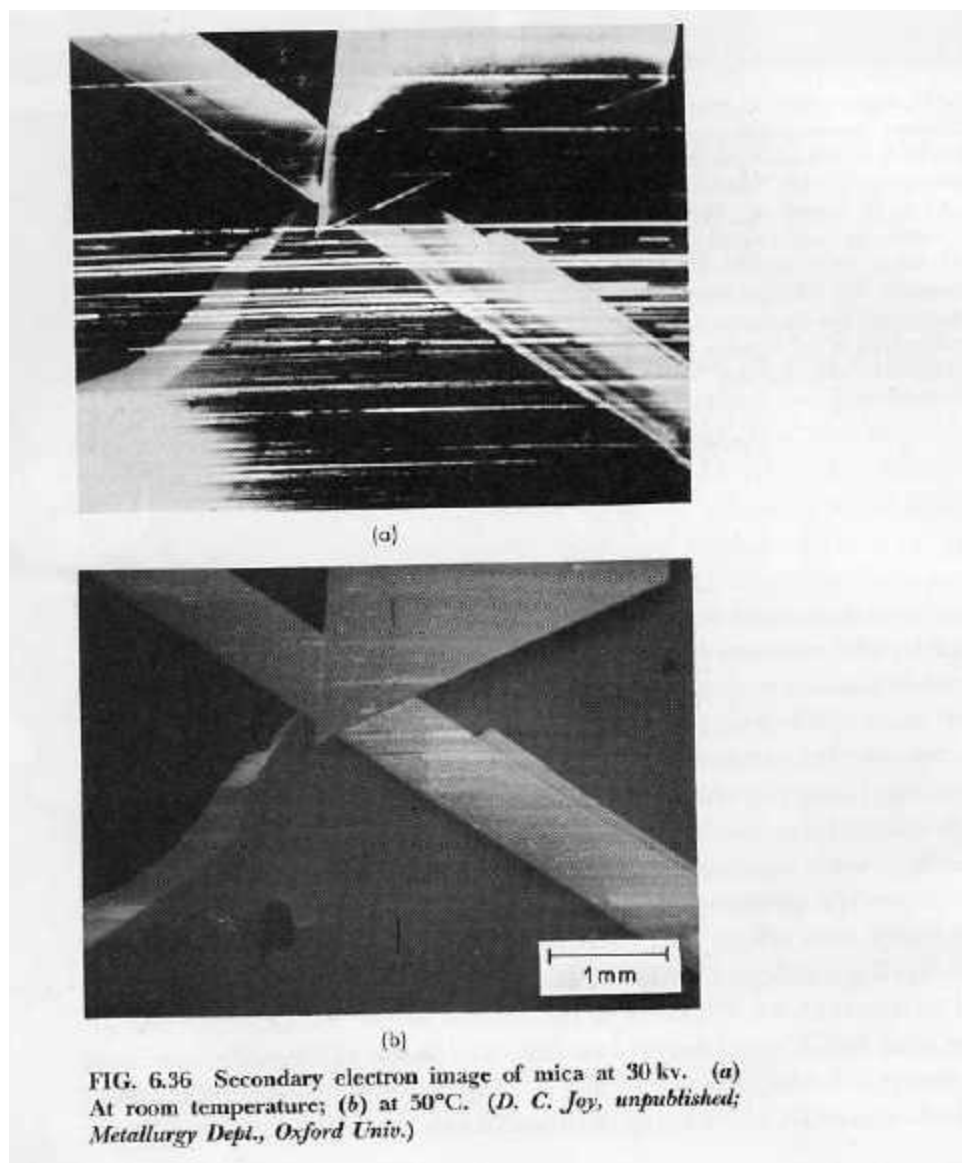 (a)
1mm
(b)
FIG. 6.36 Secondary electron image of mica at 30 kv. (a)
At room temperature; (b) at 50°C. (D. C. Joy, unpublished;
Metallurgy Dept., Oxford Univ.)